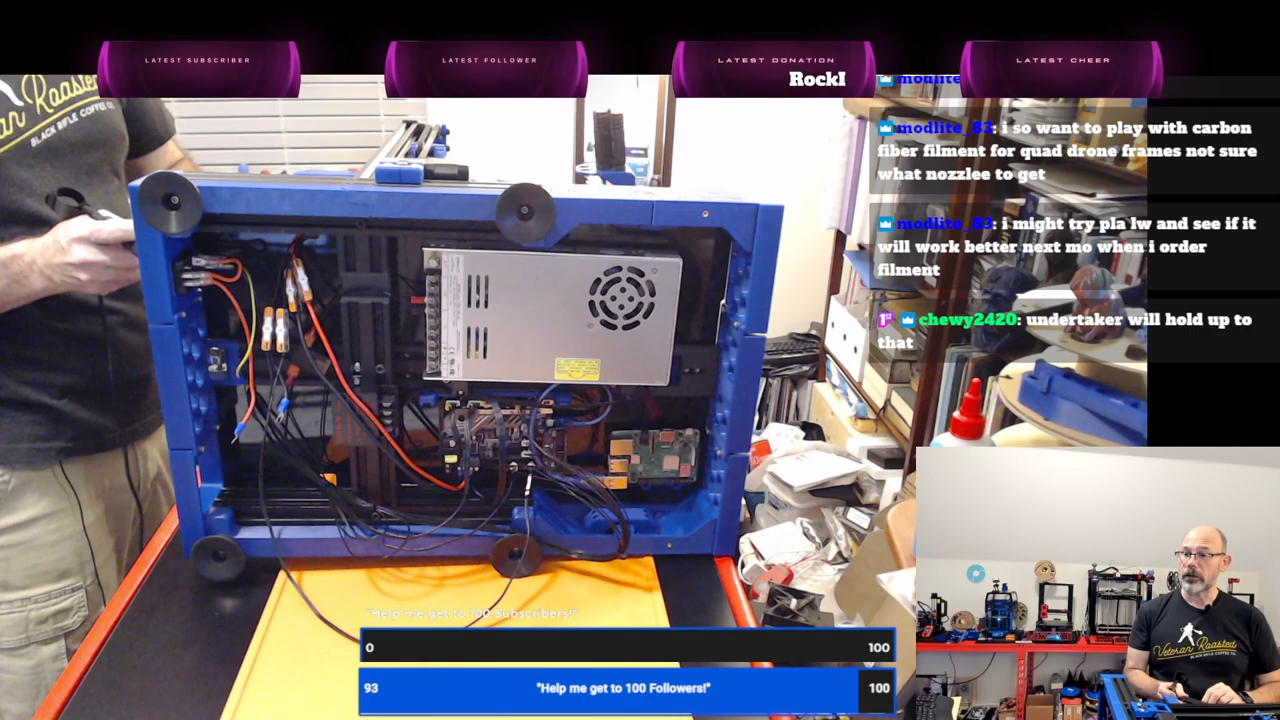 LATEST SUBSCRIBER
LATEST FOLLOWER
LATEST DONATION
LATEST CHEER
RockI
Roasted
BLACK RIFLE COFFEE CO.
modlite
modlite_83: i so want to play with carbon
fiber filment for quad drone frames not sure
what nozzlee to get
modlite_83: i might try pla lw and see if it
will work better next mo when i order
filment
1ST chewy2420: undertaker will hold up to
that
"Help me get to 100 Subscribers!"
0
100
93
"Help me get to 100 Followers!"
100
Veteran Roasted
BLACK RIFLE COFFEE CO.